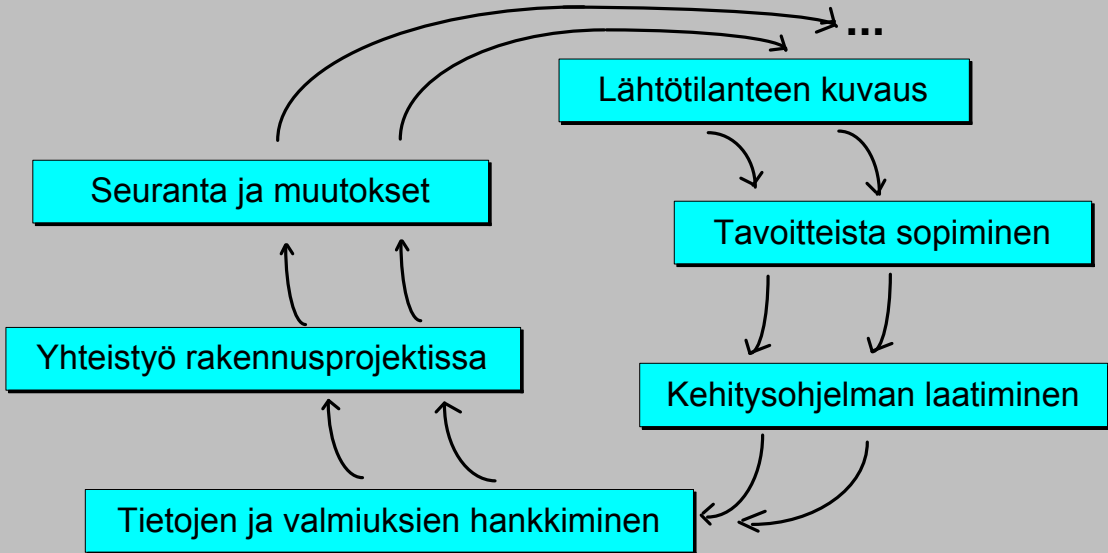 ...
Lähtötilanteen kuvaus
Tavoitteista sopiminen
Kehitysohjelman laatiminen
Tietojen ja valmiuksien hankkiminen
Yhteistyö rakennusprojektissa
Seuranta ja muutokset